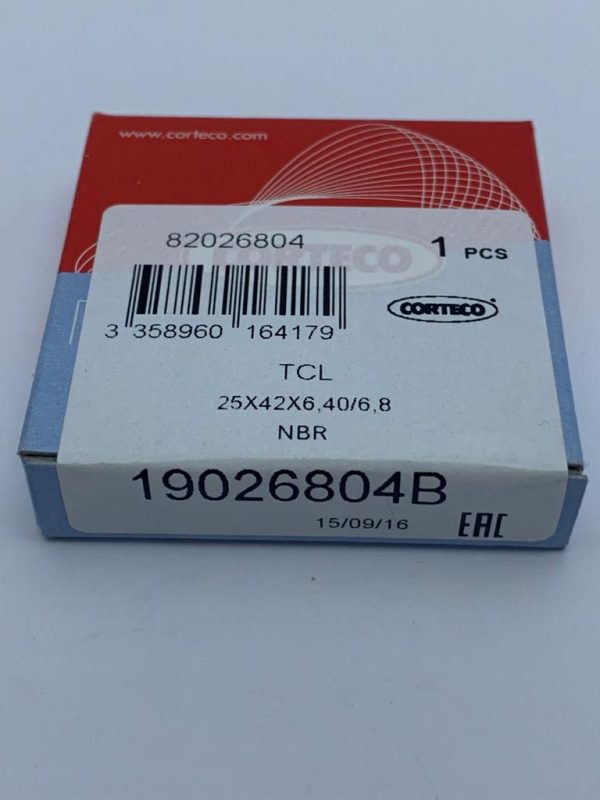 www.corteco.com
82026804
1 PCS
CORTECO
3 358960 164179
CORTECO
TCL
25X42X6,40/6,8
NBR
19026804B
15/09/16
EAC